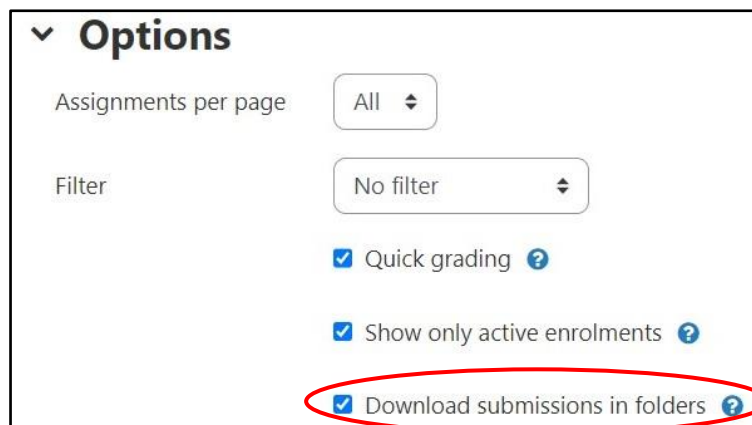 Options
Assignments per page All
Filter No filter
Quick grading ?
Show only active enrolments ?
Download submissions in folders ?